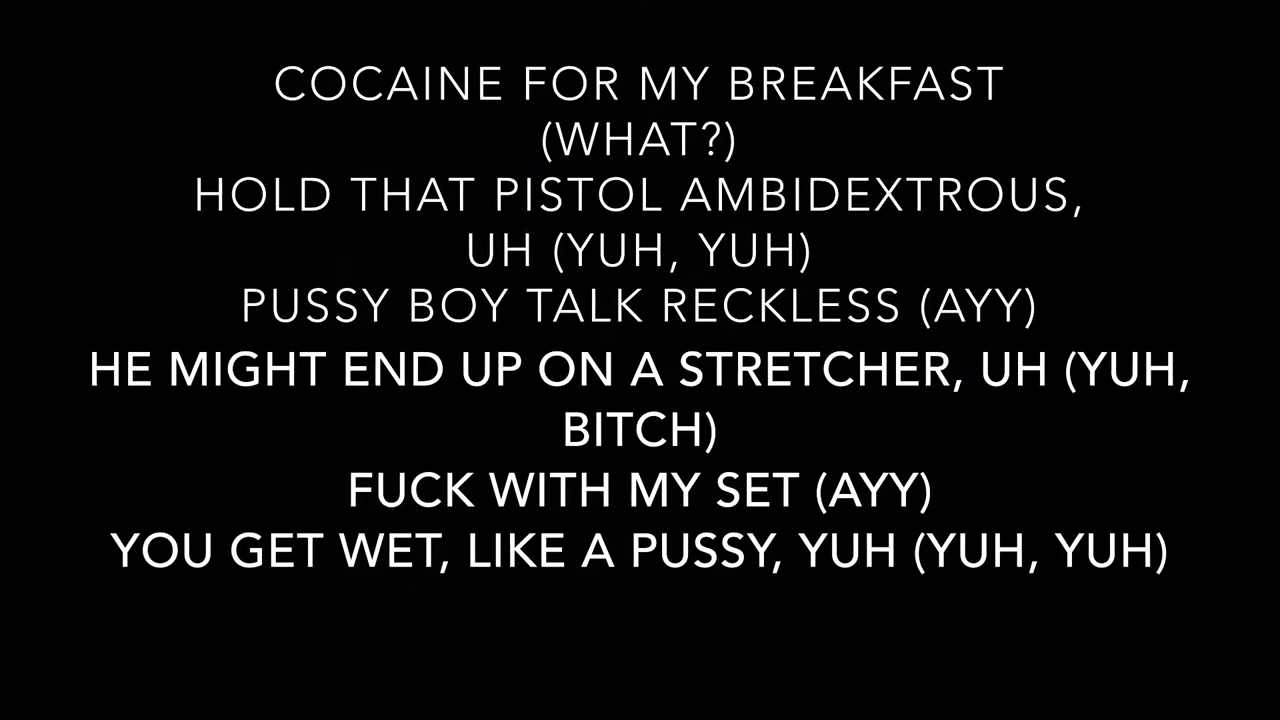 COCAINE FOR MY BREAKFAST
(WHAT?)
HOLD THAT PISTOL AMBIDEXTROUS,
UH (YUH, YUH)
PUSSY BOY TALK RECKLESS (AYY)
HE MIGHT END UP ON A STRETCHER, UH (YUH,
BITCH)
FUCK WITH MY SET (AYY)
YOU GET WET, LIKE A PUSSY, YUH (YUH, YUH)